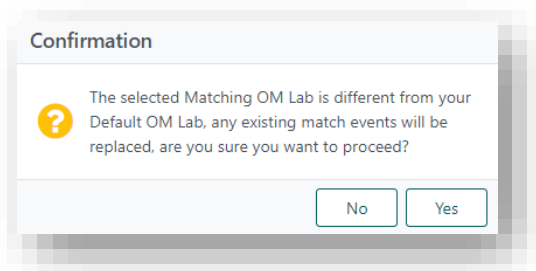 Confirmation
The selected Matching OM Lab is different from your
Default OM Lab, any existing match events will be
replaced, are you sure you want to proceed?
No
Yes